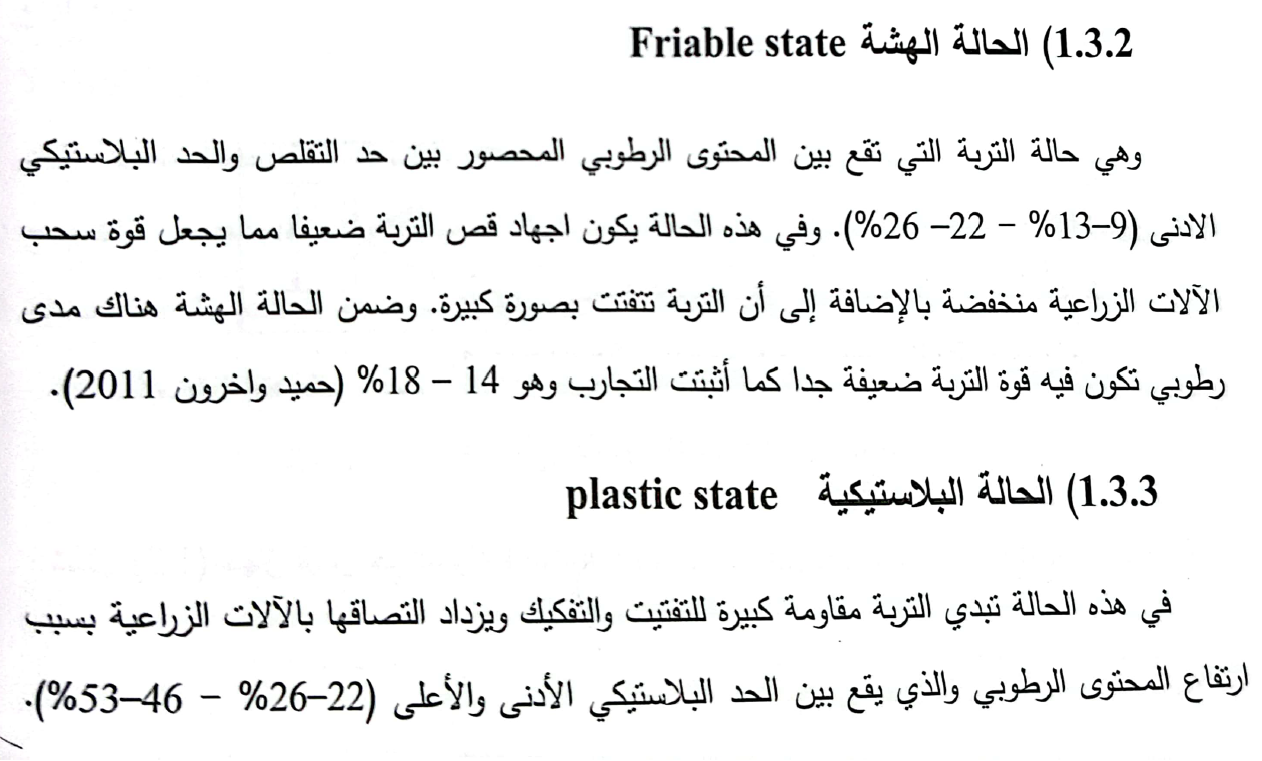 1.3.2) الحالة الهشة Friable state
وهي حالة التربة التي تقع بين المحتوى الرطوبي المحصور بين حد التقلص والحد البلاستيكي
الادنى (9–13% – 22– 26%). وفي هذه الحالة يكون اجهاد قص التربة ضعيفا مما يجعل قوة سحب
الآلات الزراعية منخفضة بالإضافة إلى أن التربة تتفتت بصورة كبيرة. وضمن الحالة الهشة هناك مدى
رطوبي تكون فيه قوة التربة ضعيفة جدا كما أثبتت التجارب وهو 14 – 18% (حميد واخرون 2011).
1.3.3) الحالة البلاستيكية plastic state
في هذه الحالة تبدي التربة مقاومة كبيرة للتفتيت والتفكيك ويزداد التصاقها بالآلات الزراعية بسبب
ارتفاع المحتوى الرطوبي والذي يقع بين الحد البلاستيكي الأدنى والأعلى (22–26% – 46–53%).